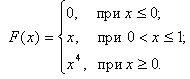 F(x) = { 0, при x ≤ 0;
x, при 0 < x ≤ 1;
x⁴, при x ≥ 0.